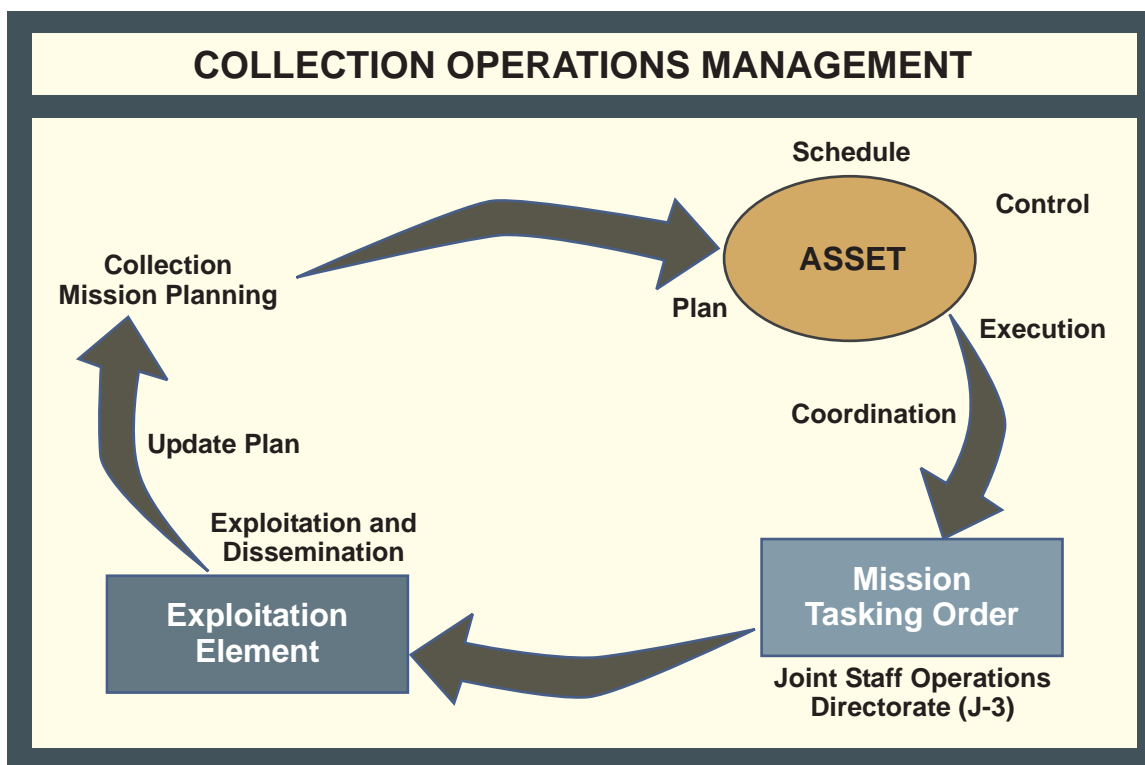 COLLECTION OPERATIONS MANAGEMENT
Schedule
Control
ASSET
Collection
Mission Planning
Plan
Execution
Coordination
Update Plan
Exploitation and
Dissemination
Mission
Tasking Order
Exploitation
Element
Joint Staff Operations
Directorate (J-3)